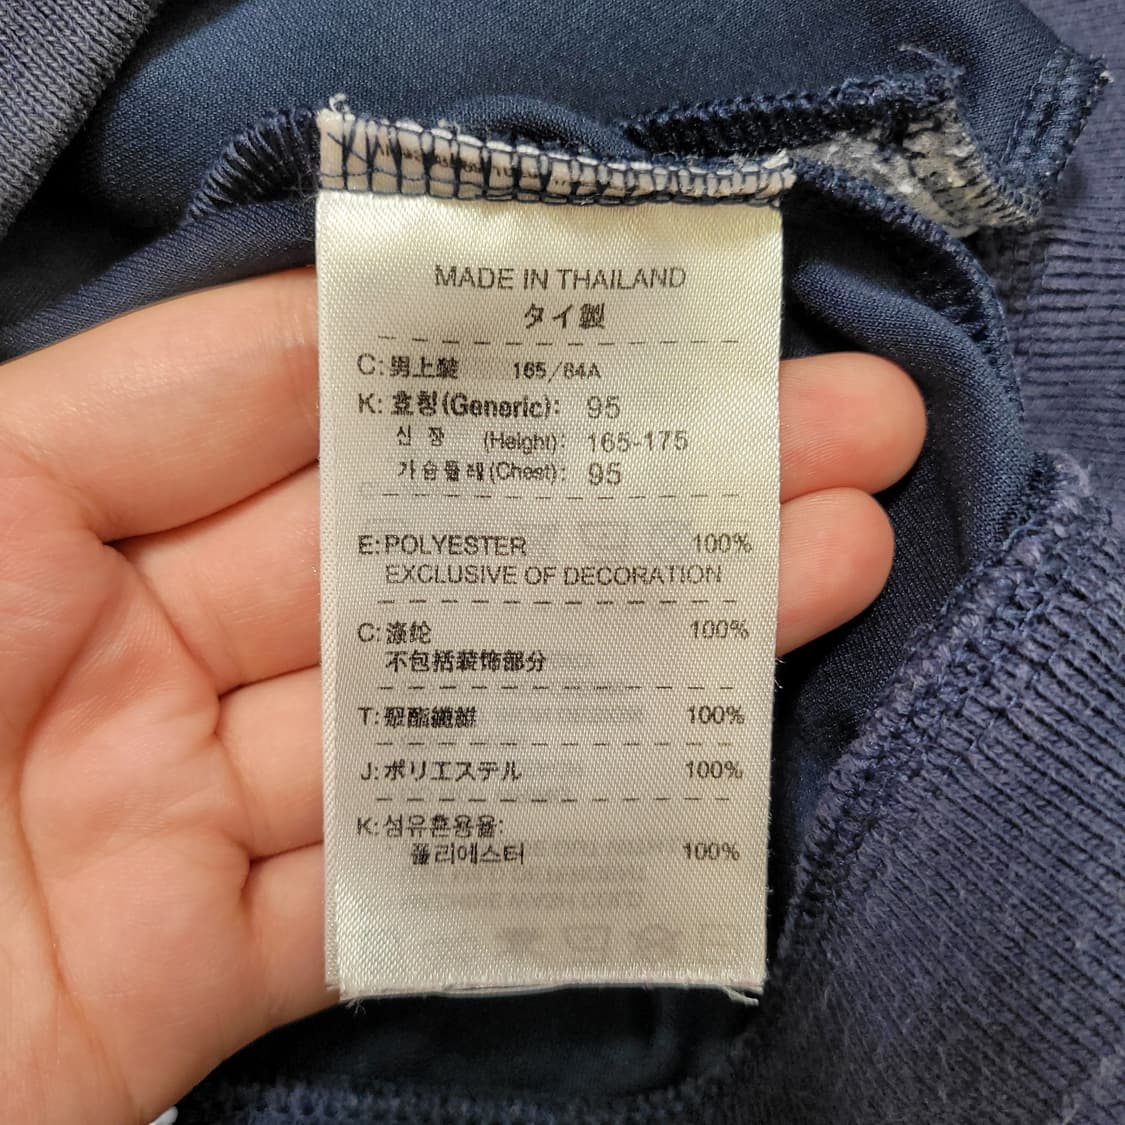 MADE IN THAILAND
タイ製
C: 男上裝 165/84A
K: 호칭(Generic): 95
신 장 (Height): 165-175
가슴둘레(Chest): 95
E: POLYESTER 100%
EXCLUSIVE OF DECORATION
C: 涤纶 100%
不包括装饰部分
T: 聚酯纖維 100%
J: ポリエステル 100%
K: 섬유혼용율:
폴리에스터 100%